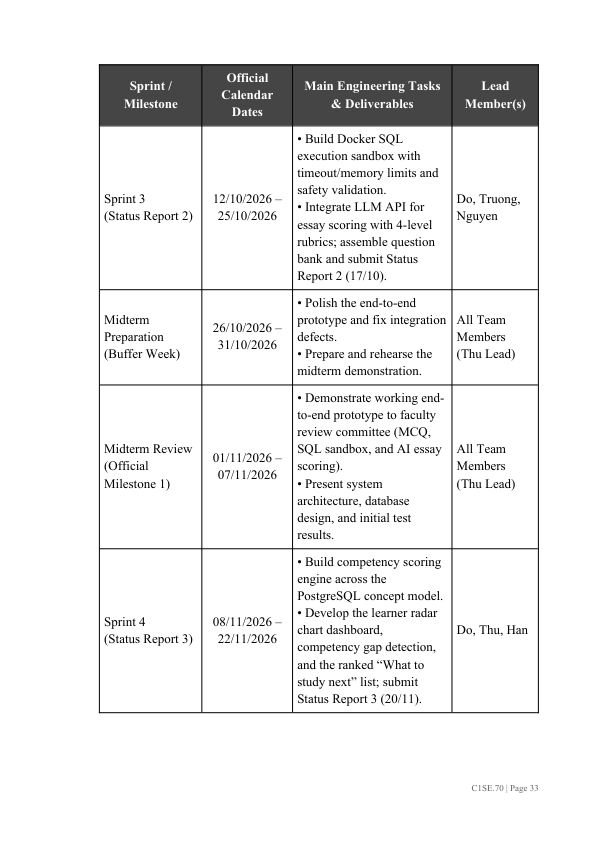 Sprint /
Milestone
Official
Calendar
Dates
Main Engineering Tasks
& Deliverables
Lead
Member(s)
Sprint 3
(Status Report 2)
12/10/2026 –
25/10/2026
• Build Docker SQL
execution sandbox with
timeout/memory limits and
safety validation.
• Integrate LLM API for
essay scoring with 4-level
rubrics; assemble question
bank and submit Status
Report 2 (17/10).
Do, Truong,
Nguyen
Midterm
Preparation
(Buffer Week)
26/10/2026 –
31/10/2026
• Polish the end-to-end
prototype and fix integration
defects.
• Prepare and rehearse the
midterm demonstration.
All Team
Members
(Thu Lead)
Midterm Review
(Official
Milestone 1)
01/11/2026 –
07/11/2026
• Demonstrate working end-
to-end prototype to faculty
review committee (MCQ,
SQL sandbox, and AI essay
scoring).
• Present system
architecture, database
design, and initial test
results.
All Team
Members
(Thu Lead)
Sprint 4
(Status Report 3)
08/11/2026 –
22/11/2026
• Build competency scoring
engine across the
PostgreSQL concept model.
• Develop the learner radar
chart dashboard,
competency gap detection,
and the ranked “What to
study next” list; submit
Status Report 3 (20/11).
Do, Thu, Han
C1SE.70 | Page 33